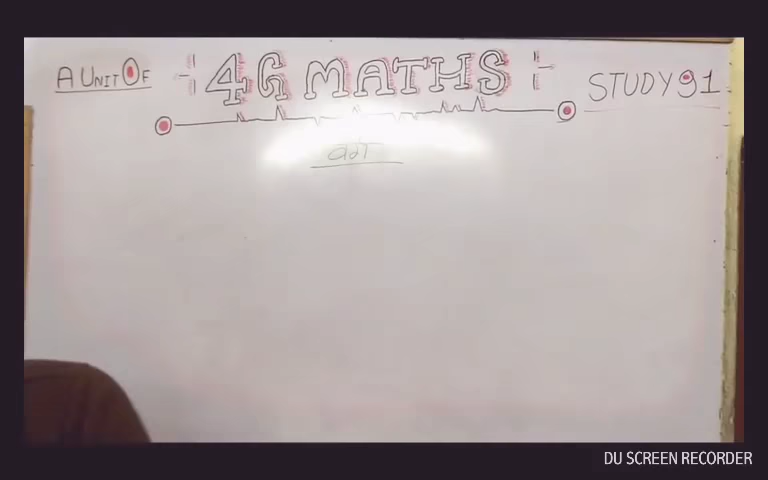 A UNIT OF
4G MATHS
STUDY91
DU SCREEN RECORDER